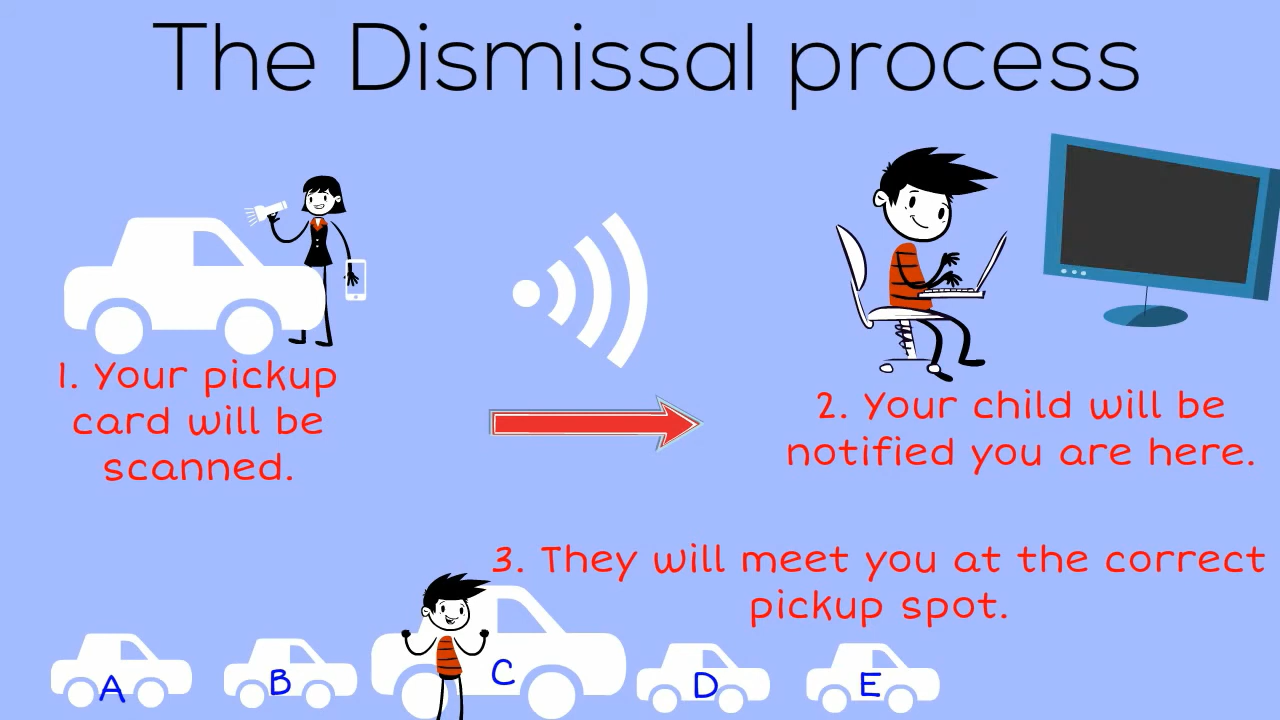 The Dismissal process
1. Your pickup
card will be
scanned.
2. Your child will be
notified you are here.
3. They will meet you at the correct
pickup spot.
A
B
C
D
E